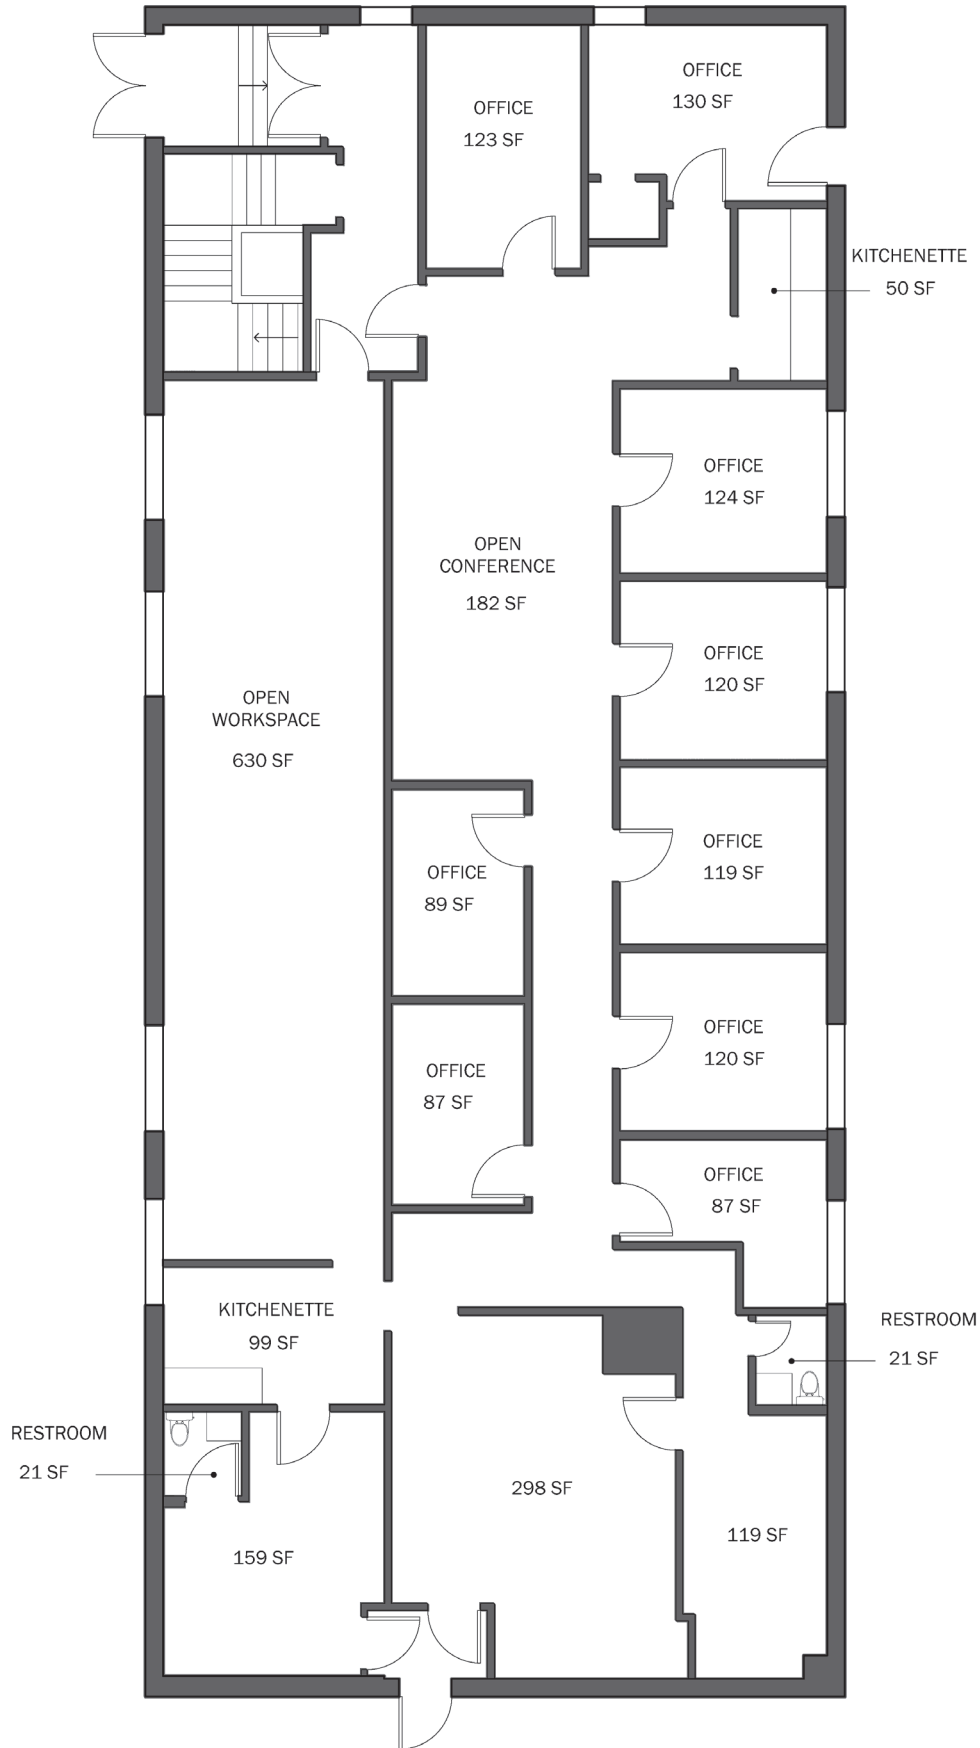 OFFICE
130 SF
OFFICE
123 SF
KITCHENETTE
50 SF
OFFICE
124 SF
OPEN
CONFERENCE
182 SF
OFFICE
120 SF
OPEN
WORKSPACE
630 SF
OFFICE
119 SF
OFFICE
89 SF
OFFICE
120 SF
OFFICE
87 SF
OFFICE
87 SF
KITCHENETTE
99 SF
RESTROOM
21 SF
RESTROOM
21 SF
298 SF
119 SF
159 SF